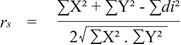 rₛ = (∑X² + ∑Y² - ∑di²) / (2√(∑X² . ∑Y²))